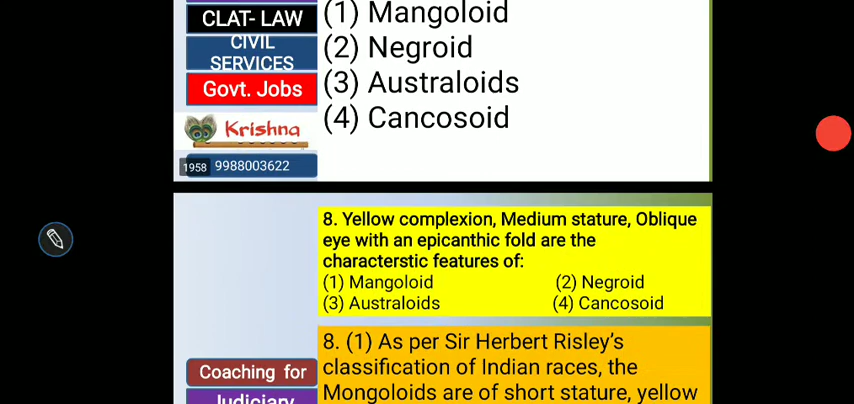 CLAT- LAW
CIVIL
SERVICES
Govt. Jobs
Krishna
1958
9988003622
(1) Mangoloid
(2) Negroid
(3) Australoids
(4) Cancosoid
8. Yellow complexion, Medium stature, Oblique
eye with an epicanthic fold are the
characterstic features of:
(1) Mangoloid (2) Negroid
(3) Australoids (4) Cancosoid
8. (1) As per Sir Herbert Risley’s
classification of Indian races, the
Mongoloids are of short stature, yellow
Coaching for
Judiciary